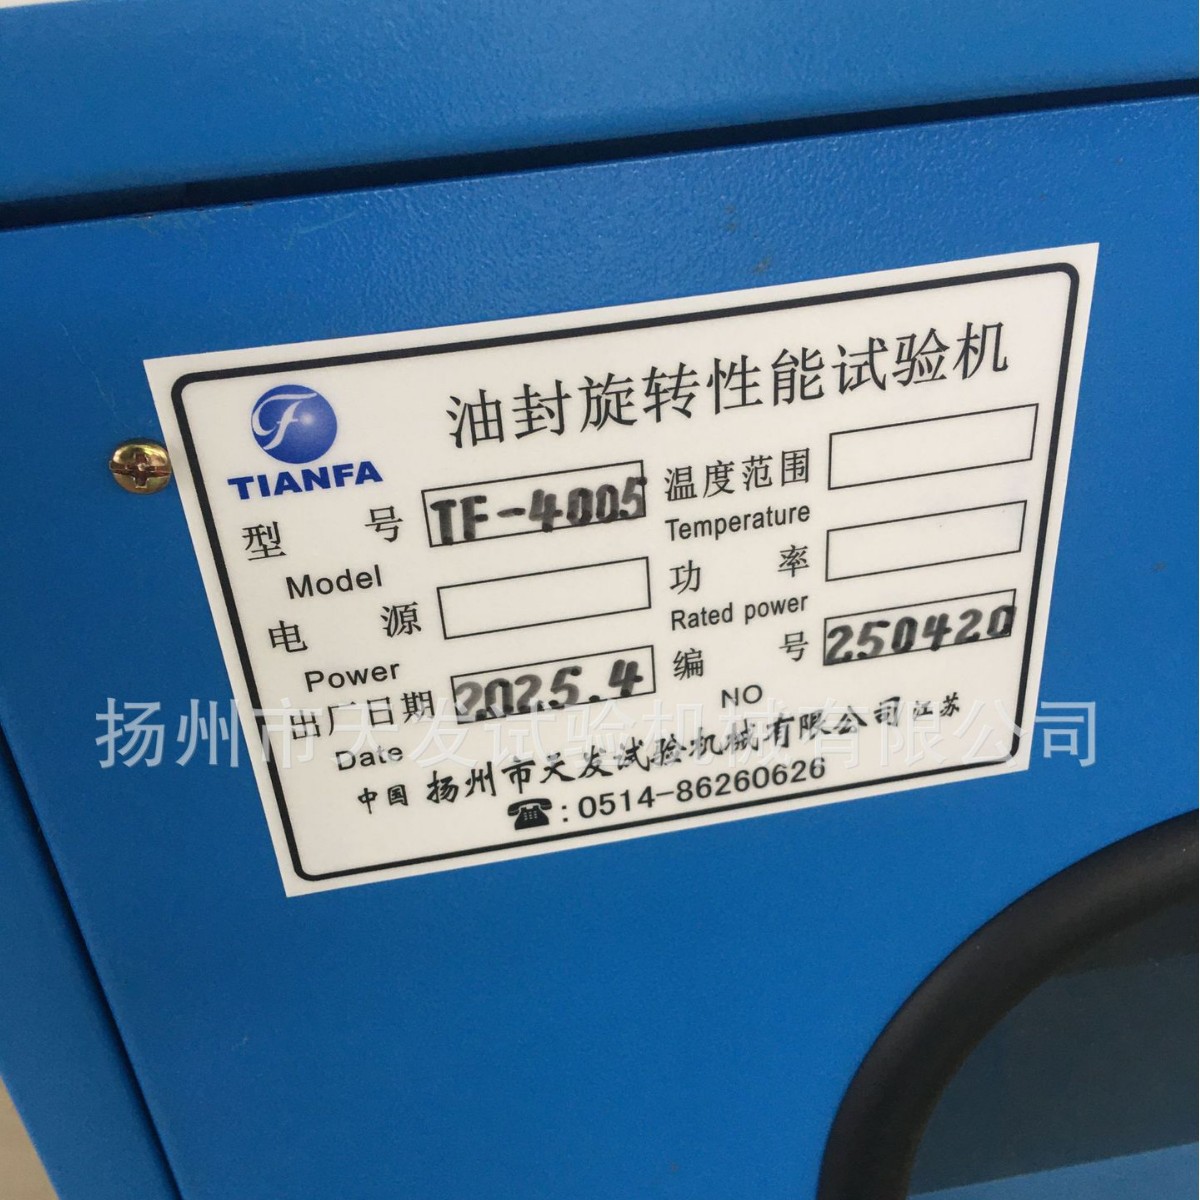 油封旋转性能试验机
F
TIANFA
型号 TF-4005 温度范围
Model Temperature
电源 功率
Power Rated power
出厂日期 2025.4 编号 250420
Date NO
中国 扬州市天发试验机械有限公司 江苏
☎:0514-86260626
扬州市天发试验机械有限公司